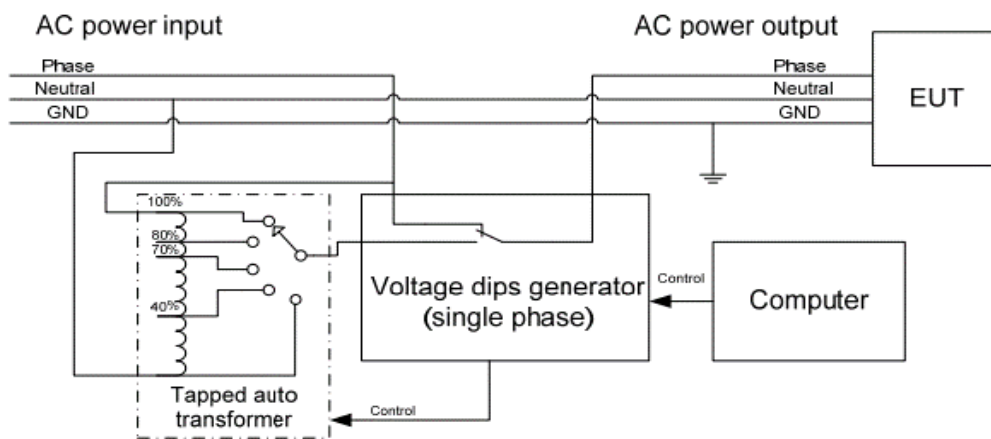 AC power input
AC power output
Phase
Neutral
GND
Phase
Neutral
GND
EUT
100%
80%
70%
40%
Tapped auto
transformer
Voltage dips generator
(single phase)
Control
Computer
Control